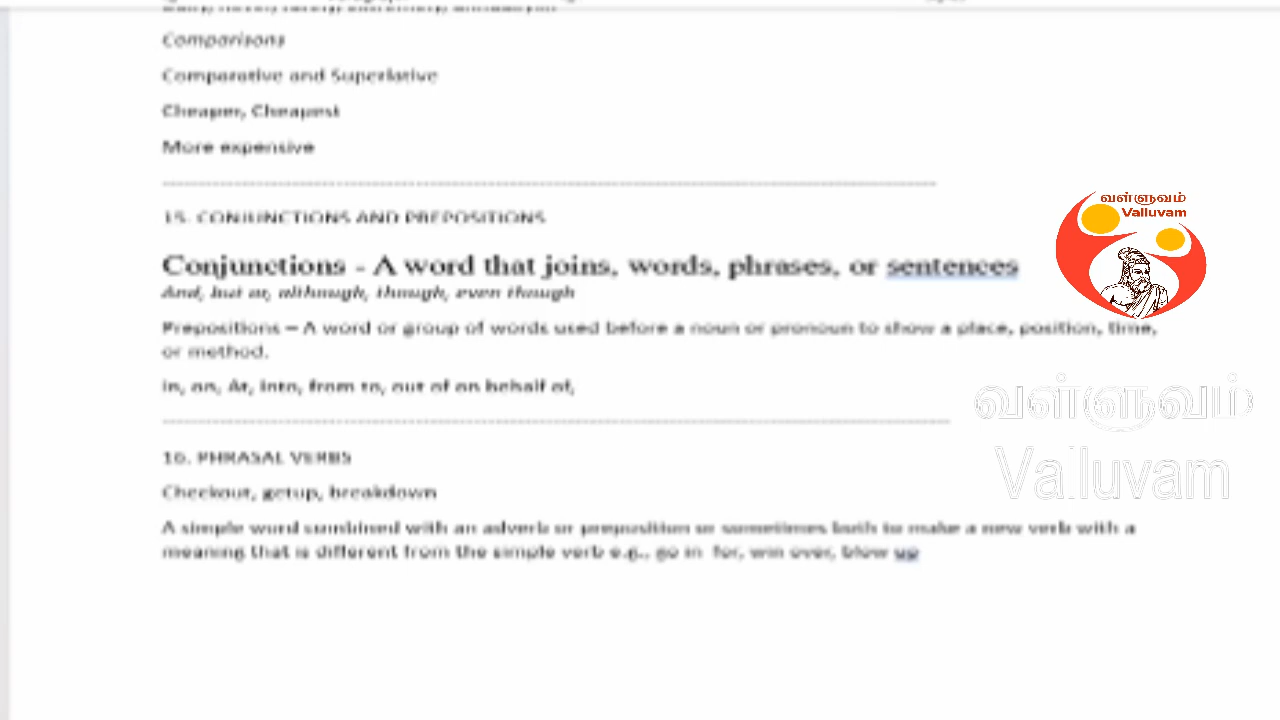 Comparisons
Comparative and Superlative
Cheaper, Cheapest
More expensive
15. CONJUNCTIONS AND PREPOSITIONS
Conjunctions - A word that joins, words, phrases, or sentences
And, but or, although, though, even though
Prepositions – A word or group of words used before a noun or pronoun to show a place, position, time,
or method.
in, on, At, into, from to, out of on behalf of,
16. PHRASAL VERBS
Checkout, getup, breakdown
A simple word combined with an adverb or preposition or sometimes both to make a new verb with a
meaning that is different from the simple verb e.g., go in for, win over, blow up
வள்ளுவம்
Valluvam
வள்ளுவம்
Valluvam